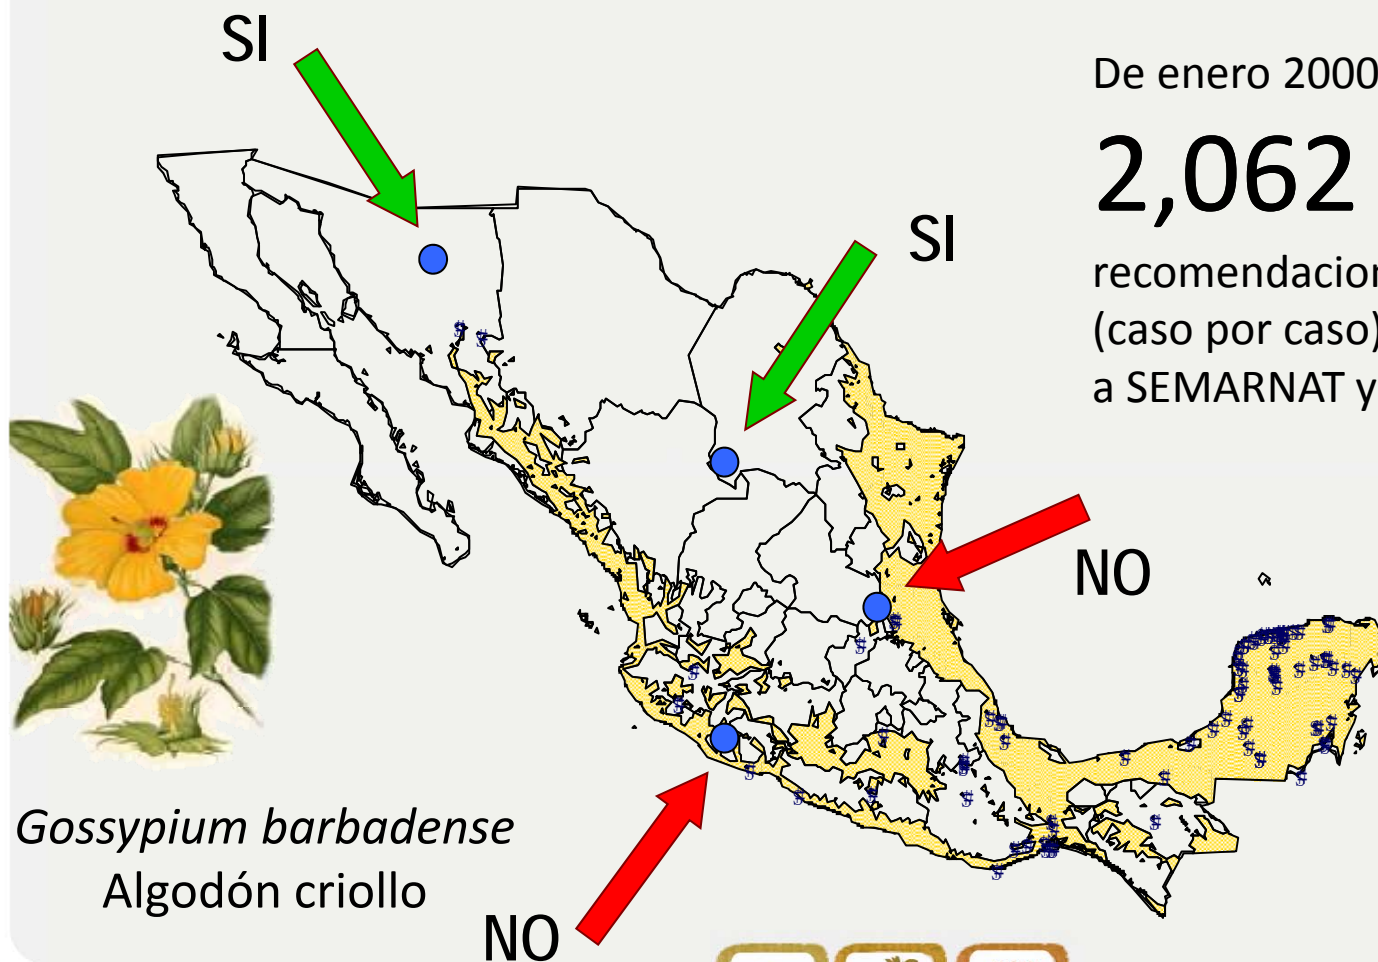 SI
De enero 2000
2,062
SI
recomendacion
(caso por caso)
a SEMARNAT y
NO
Gossypium barbadense
Algodón criollo
NO